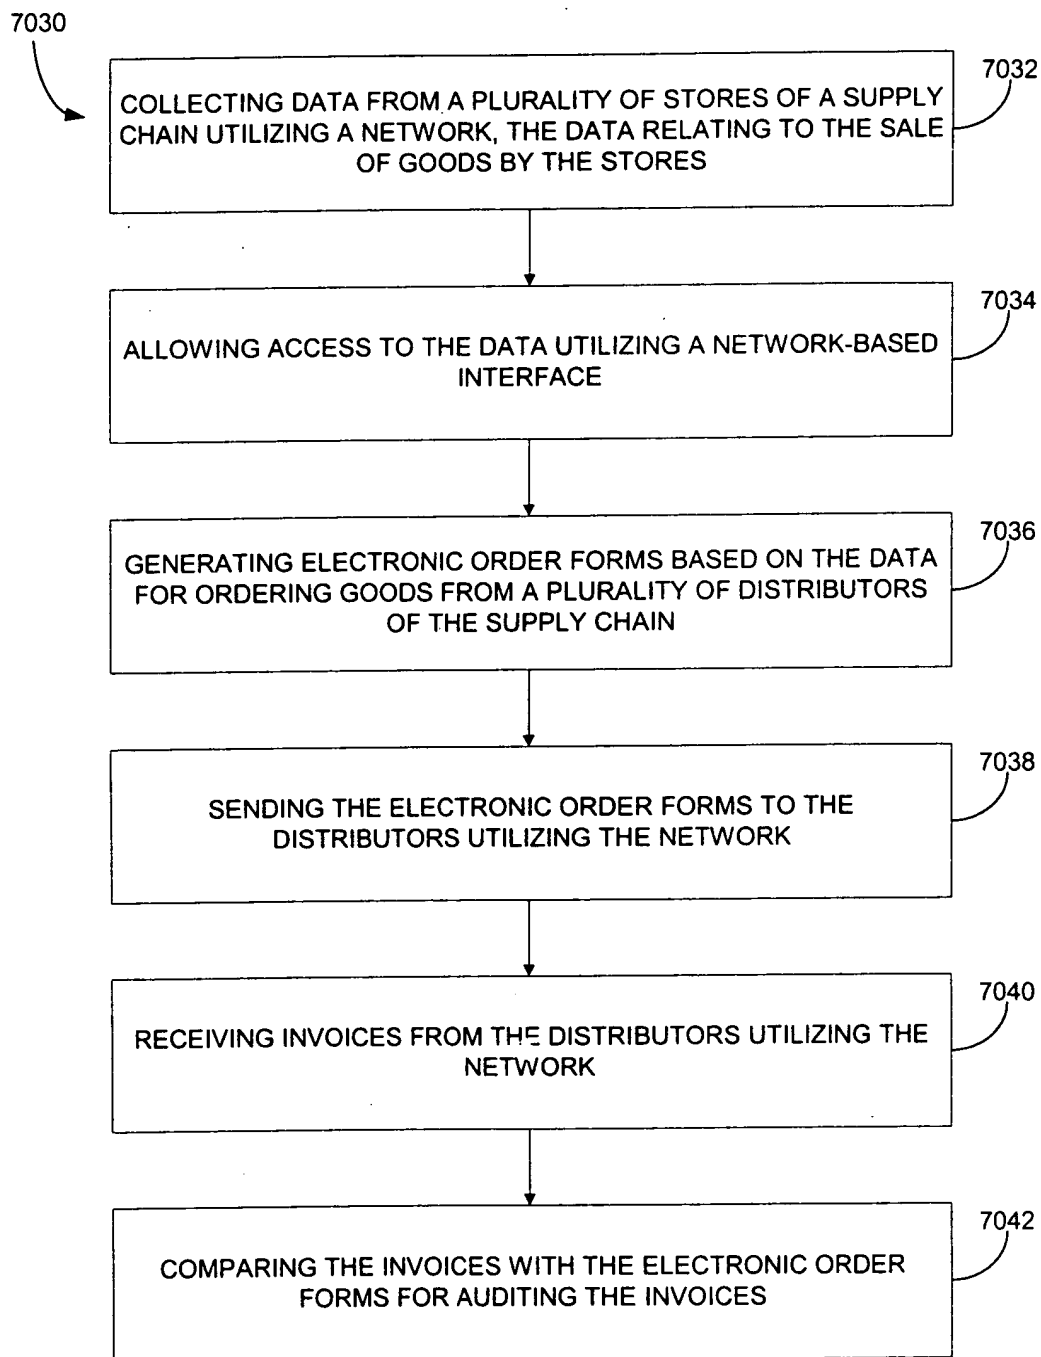 7030
7032
COLLECTING DATA FROM A PLURALITY OF STORES OF A SUPPLY
CHAIN UTILIZING A NETWORK, THE DATA RELATING TO THE SALE
OF GOODS BY THE STORES
7034
ALLOWING ACCESS TO THE DATA UTILIZING A NETWORK-BASED
INTERFACE
7036
GENERATING ELECTRONIC ORDER FORMS BASED ON THE DATA
FOR ORDERING GOODS FROM A PLURALITY OF DISTRIBUTORS
OF THE SUPPLY CHAIN
7038
SENDING THE ELECTRONIC ORDER FORMS TO THE
DISTRIBUTORS UTILIZING THE NETWORK
7040
RECEIVING INVOICES FROM THE DISTRIBUTORS UTILIZING THE
NETWORK
7042
COMPARING THE INVOICES WITH THE ELECTRONIC ORDER
FORMS FOR AUDITING THE INVOICES